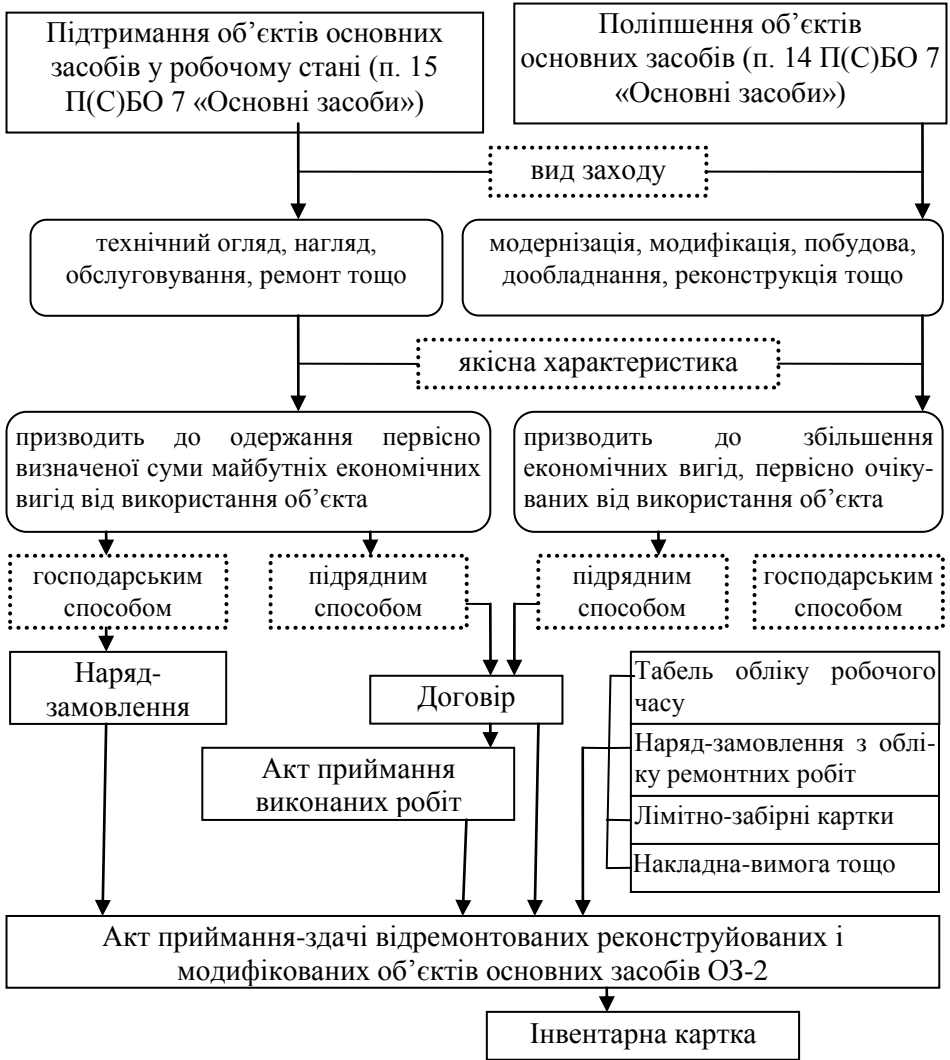 Підтримання об’єктів основних
засобів у робочому стані (п. 15
П(С)БО 7 «Основні засоби»)
Поліпшення об’єктів
основних засобів (п. 14 П(С)БО 7
«Основні засоби»)
вид заходу
технічний огляд, нагляд,
обслуговування, ремонт тощо
модернізація, модифікація, побудова,
дообладнання, реконструкція тощо
якісна характеристика
призводить до одержання первісно
визначеної суми майбутніх економічних
вигід від використання об’єкта
призводить до збільшення
економічних вигід, первісно очіку-
ваних від використання об’єкта
господарським
способом
підрядним
способом
підрядним
способом
господарським
способом
Наряд-
замовлення
Договір
Акт приймання
виконаних робіт
Табель обліку робочого
часу
Наряд-замовлення з облі-
ку ремонтних робіт
Лімітно-забірні картки
Накладна-вимога тощо
Акт приймання-здачі відремонтованих реконструйованих і
модифікованих об’єктів основних засобів ОЗ-2
Інвентарна картка